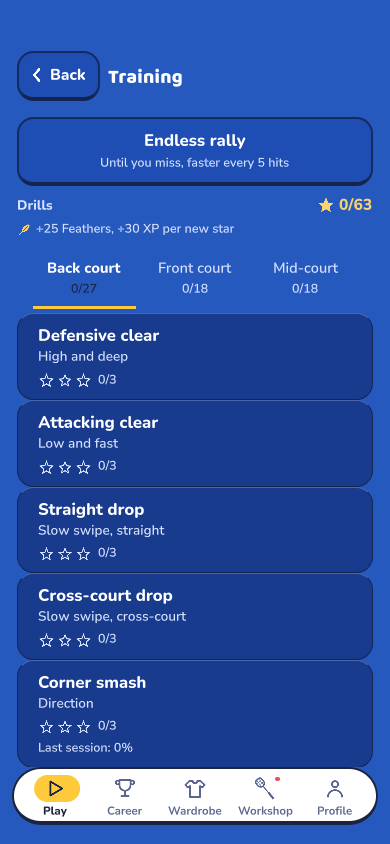 Back
Training
Endless rally
Until you miss, faster every 5 hits
Drills
0/63
+25 Feathers, +30 XP per new star
Back court
Front court
Mid-court
0/27
0/18
0/18
Defensive clear
High and deep
0/3
Attacking clear
Low and fast
0/3
Straight drop
Slow swipe, straight
0/3
Cross-court drop
Slow swipe, cross-court
0/3
Corner smash
Direction
0/3
Last session: 0%
Play
Career
Wardrobe
Workshop
Profile